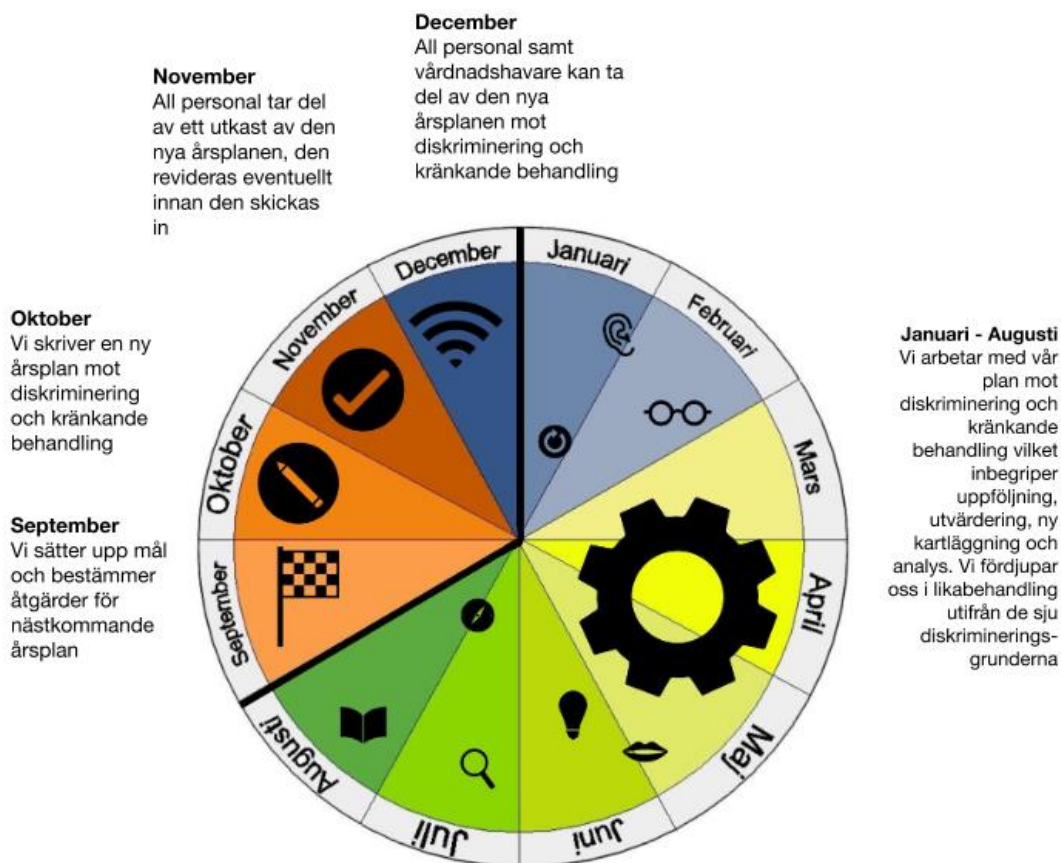 December
All personal samt
vårdnadshavare kan ta
del av den nya
årsplanen mot
diskriminering och
kränkande behandling
November
All personal tar del
av ett utkast av den
nya årsplanen, den
revideras eventuellt
innan den skickas
in
Oktober
Vi skriver en ny
årsplan mot
diskriminering
och kränkande
behandling
September
Vi sätter upp mål
och bestämmer
åtgärder för
nästkommande
årsplan
Januari
Februari
Mars
April
Maj
Juni
Juli
Augusti
September
Oktober
November
December
Januari - Augusti
Vi arbetar med vår
plan mot
diskriminering och
kränkande
behandling vilket
inbegriper
uppföljning,
utvärdering, ny
kartläggning och
analys. Vi fördjupar
oss i likabehandling
utifrån de sju
diskriminerings-
grunderna